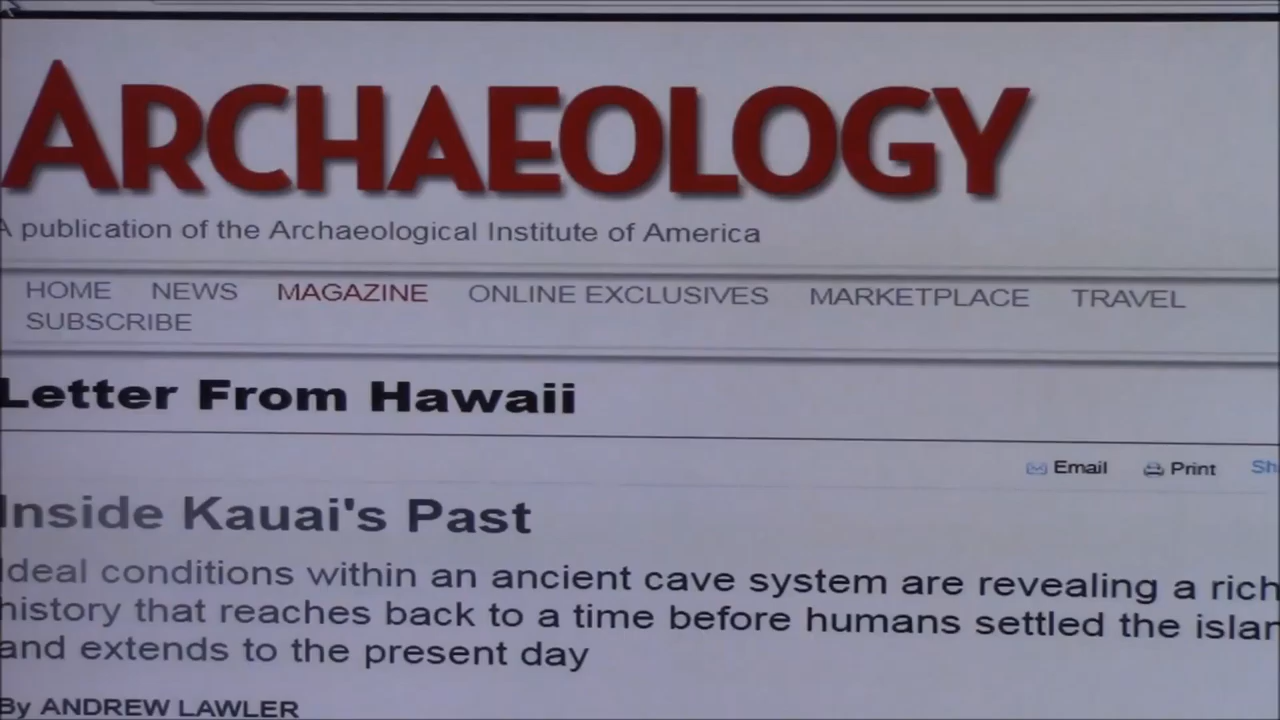 ARCHAEOLOGY
A publication of the Archaeological Institute of America
HOME NEWS MAGAZINE ONLINE EXCLUSIVES MARKETPLACE TRAVEL
SUBSCRIBE
Letter From Hawaii
Email Print Sh
Inside Kauai's Past
Ideal conditions within an ancient cave system are revealing a rich
history that reaches back to a time before humans settled the islan
and extends to the present day
By ANDREW LAWLER